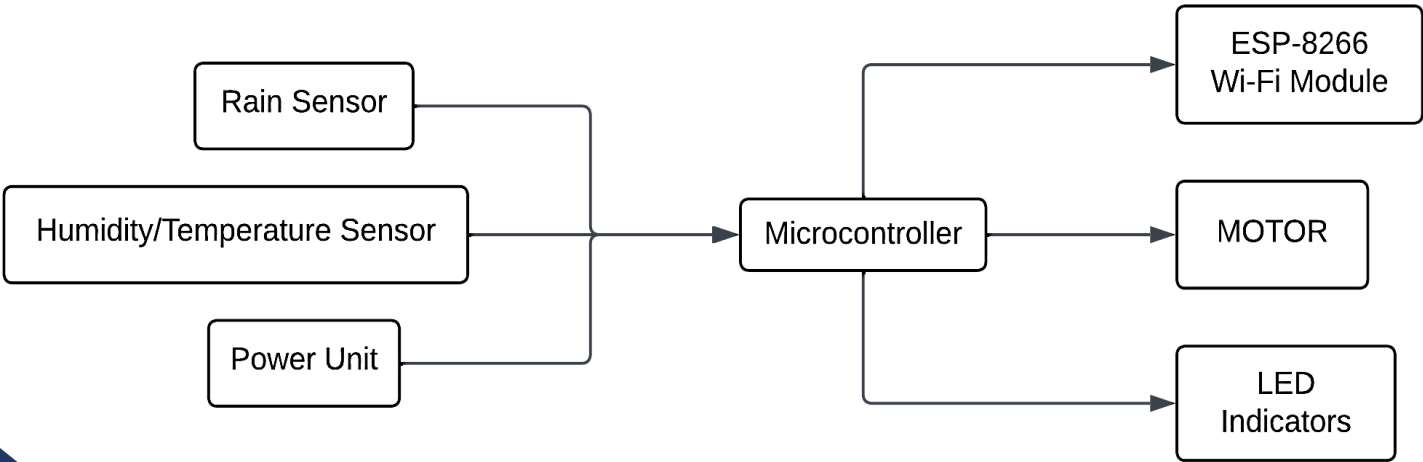 Rain Sensor
Humidity/Temperature Sensor
Power Unit
Microcontroller
ESP-8266
Wi-Fi Module
MOTOR
LED
Indicators